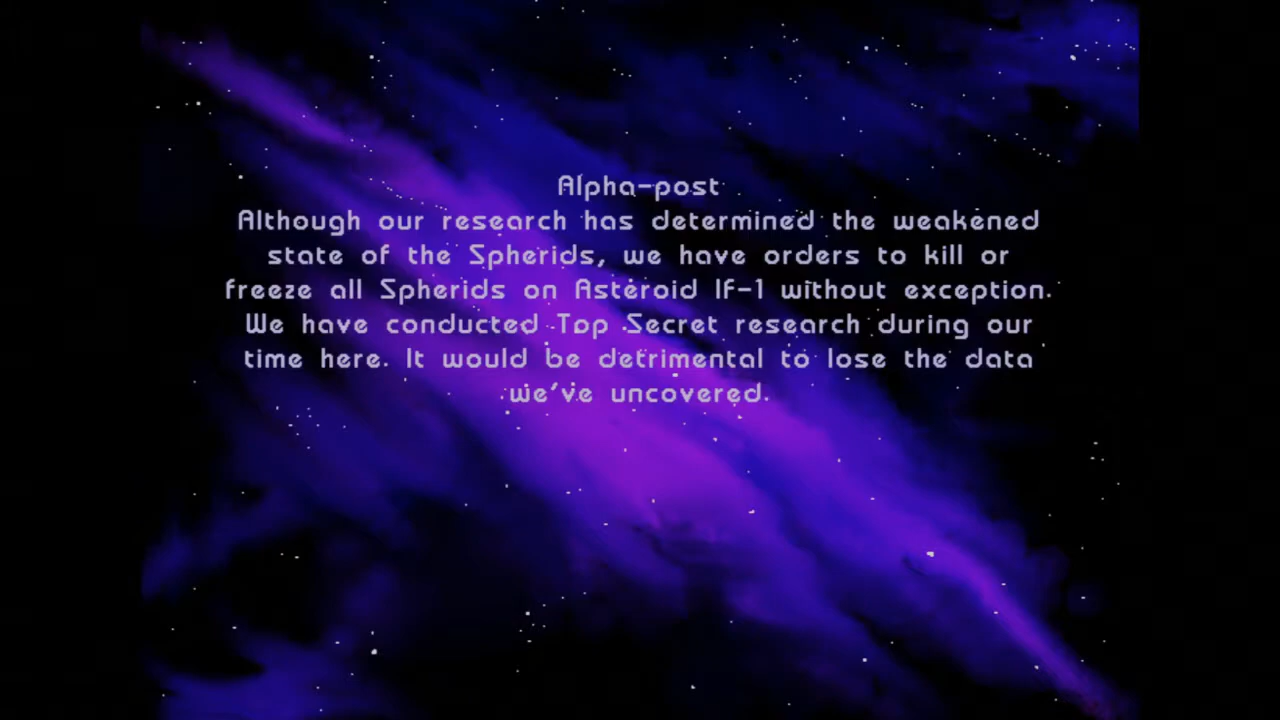 Alpha-post
Although our research has determined the weakened
state of the Spherids, we have orders to kill or
freeze all Spherids on Asteroid IF-1 without exception.
We have conducted Top Secret research during our
time here. It would be detrimental to lose the data
we've uncovered.